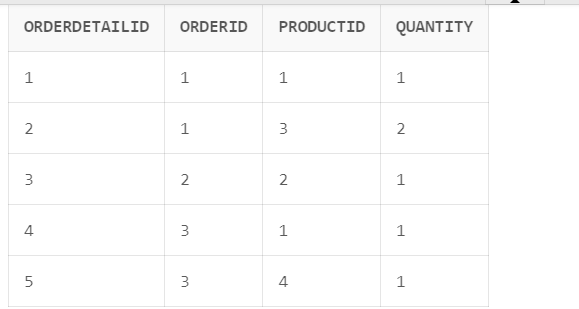 ORDERDETAILID ORDERID PRODUCTID QUANTITY
1 1 1 1
2 1 3 2
3 2 2 1
4 3 1 1
5 3 4 1